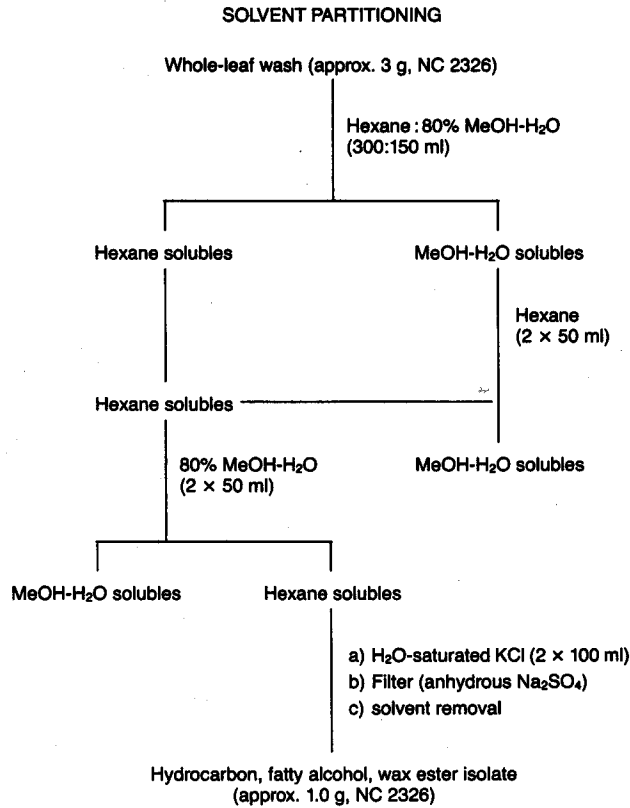 SOLVENT PARTITIONING
Whole-leaf wash (approx. 3 g, NC 2326)
Hexane : 80% MeOH-H₂O
(300:150 ml)
Hexane solubles
MeOH-H₂O solubles
Hexane
(2 × 50 ml)
Hexane solubles
80% MeOH-H₂O
(2 × 50 ml)
MeOH-H₂O solubles
MeOH-H₂O solubles
Hexane solubles
a) H₂O-saturated KCl (2 × 100 ml)
b) Filter (anhydrous Na₂SO₄)
c) solvent removal
Hydrocarbon, fatty alcohol, wax ester isolate
(approx. 1.0 g, NC 2326)